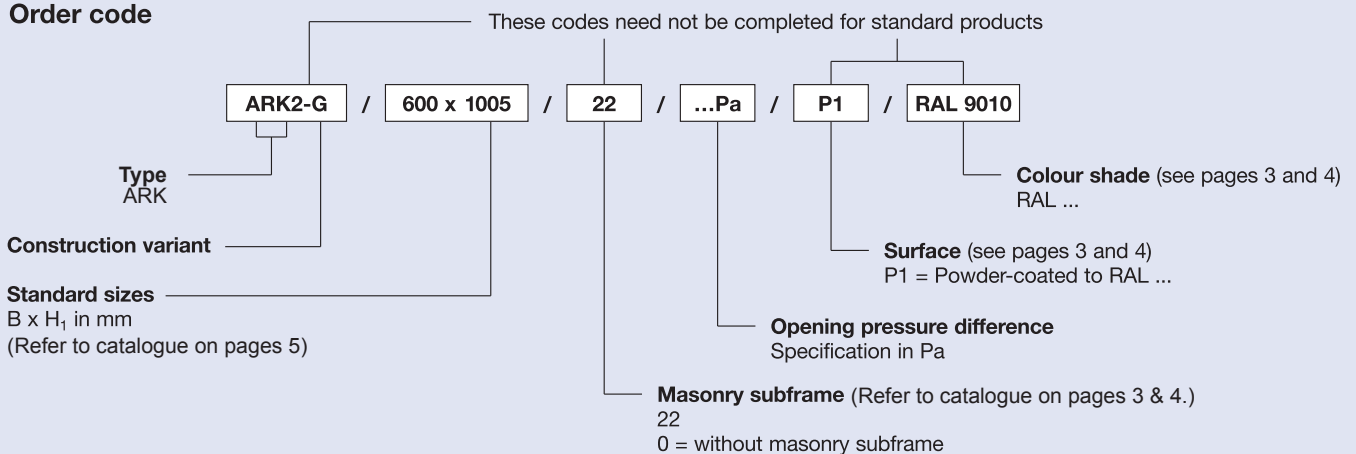 Order code
These codes need not be completed for standard products
ARK2-G / 600 x 1005 / 22 / ...Pa / P1 / RAL 9010
Type
ARK
Construction variant
Standard sizes
B x H₁ in mm
(Refer to catalogue on pages 5)
Colour shade (see pages 3 and 4)
RAL ...
Surface (see pages 3 and 4)
P1 = Powder-coated to RAL ...
Opening pressure difference
Specification in Pa
Masonry subframe (Refer to catalogue on pages 3 & 4.)
22
0 = without masonry subframe